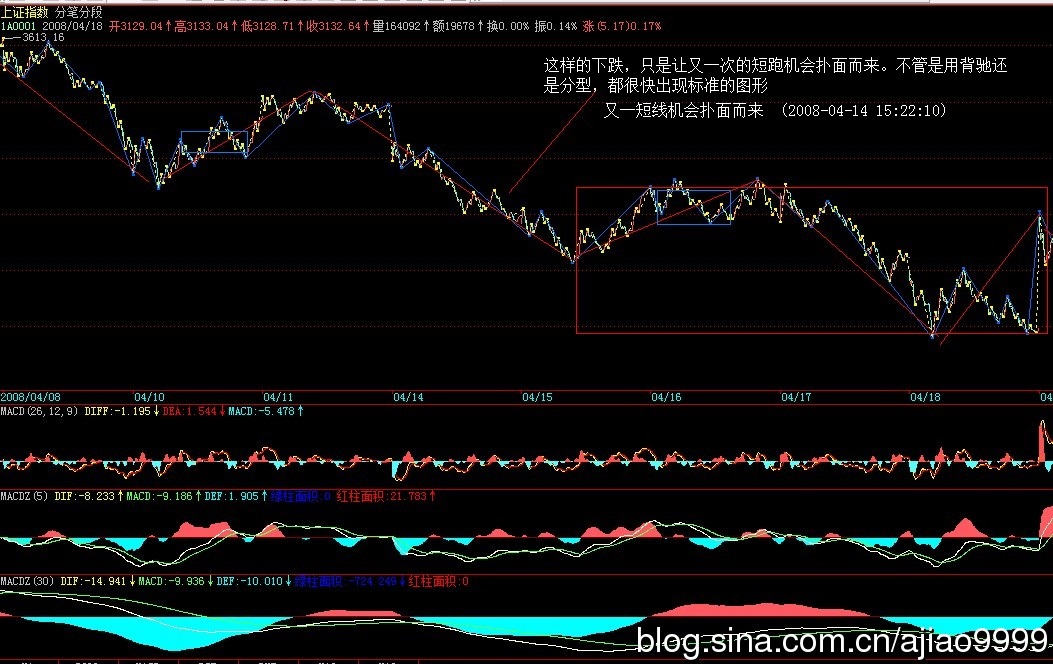 上证指数 分笔分段
1A0001 2008/04/18 开3129.04↑高3133.04↑低3128.71↑收3132.64↑量164092↑额19678↑换0.00% 振0.14% 涨(5.17)0.17%
3613.16
这样的下跌，只是让又一次的短跑机会扑面而来。不管是用背驰还
是分型，都很快出现标准的图形
又一短线机会扑面而来 (2008-04-14 15:22:10)
2008/04/08 04/10 04/11 04/14 04/15 04/16 04/17 04/18 04
MACD(26,12,9) DIFF:-1.195↓DEA:1.544↓MACD:-5.478↑
MACDZ(5) DIF:-8.233↑MACD:-9.186↑DEF:1.905↑绿柱面积:0 红柱面积:21.783↑
MACDZ(30) DIF:-14.941↓MACD:-9.936↓DEF:-10.010↓绿柱面积:-724.249↓红柱面积:0
blog.sina.com.cn/ajiao9999